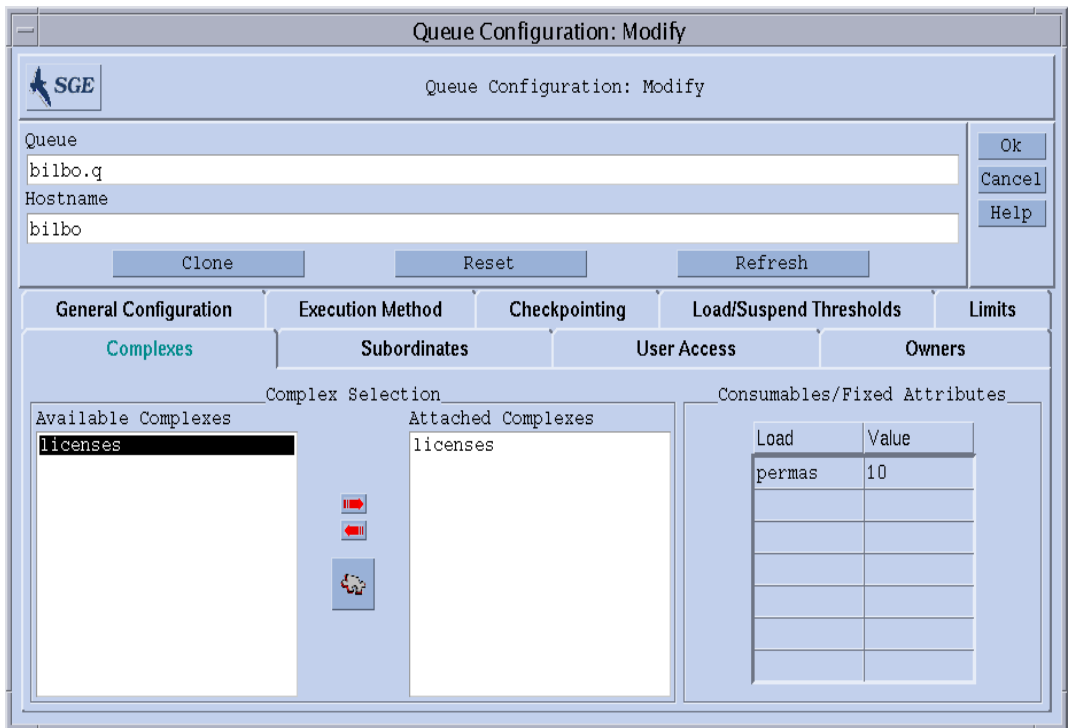 Queue Configuration: Modify
SGE
Queue Configuration: Modify
Queue
bilbo.q
Hostname
bilbo
Ok
Cancel
Help
Clone Reset Refresh
General Configuration Execution Method Checkpointing Load/Suspend Thresholds Limits
Complexes Subordinates User Access Owners
Complex Selection
Available Complexes
licenses
Attached Complexes
licenses
Consumables/Fixed Attributes
Load Value
permas 10